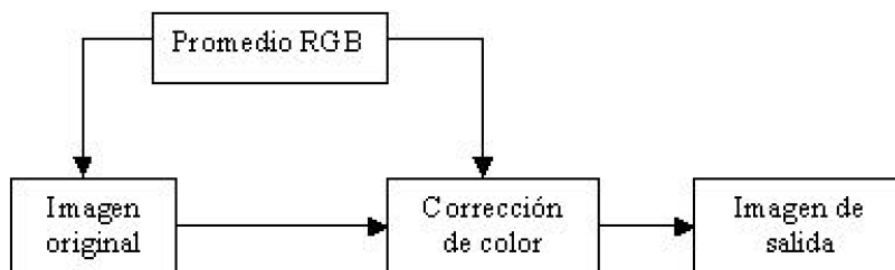 Promedio RGB
Imagen
original
Corrección
de color
Imagen de
salida